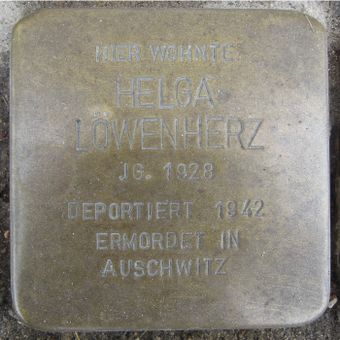 HIER WOHNTE
HELGA
LÖWENHERZ
JG. 1928
DEPORTIERT 1942
ERMORDET IN
AUSCHWITZ